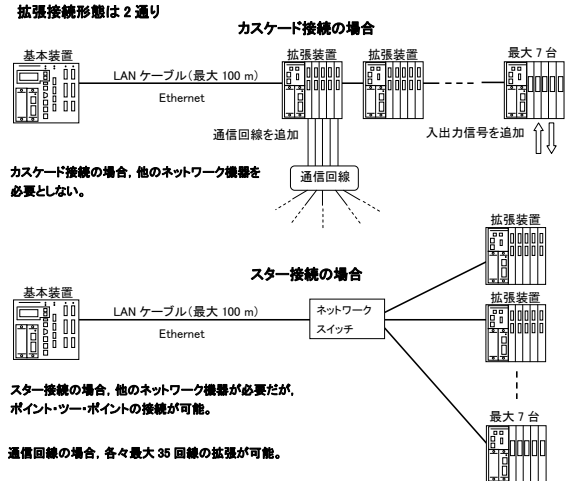 拡張接続形態は2通り
カスケード接続の場合
基本装置
LAN ケーブル(最大 100 m)
Ethernet
拡張装置
拡張装置
最大 7 台
通信回線を追加
入出力信号を追加
通信回線
カスケード接続の場合, 他のネットワーク機器を
必要としない。
スター接続の場合
基本装置
LAN ケーブル(最大 100 m)
Ethernet
ネットワーク
スイッチ
拡張装置
拡張装置
最大 7 台
スター接続の場合, 他のネットワーク機器が必要だが,
ポイント・ツー・ポイントの接続が可能。
通信回線の場合, 各々最大 35 回線の拡張が可能。